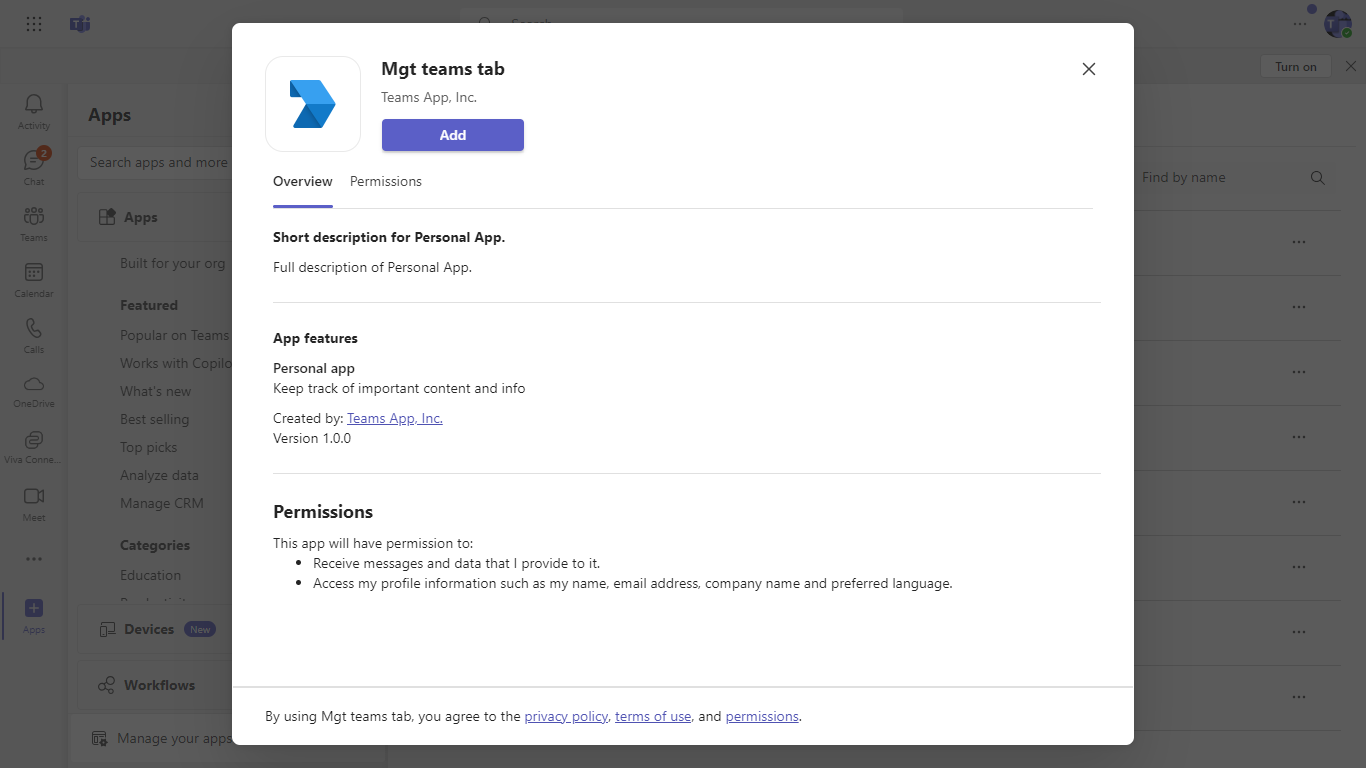 Search
Turn on
Activity
Chat
2
Teams
Calendar
Calls
OneDrive
Viva Conne...
Meet
Apps
Apps
Search apps and more
Apps
Built for your org
Featured
Popular on Teams
Works with Copilo
What's new
Best selling
Top picks
Analyze data
Manage CRM
Categories
Education
Devices
New
Workflows
Manage your apps
Mgt teams tab
Teams App, Inc.
Add
Overview
Permissions
Short description for Personal App.
Full description of Personal App.
App features
Personal app
Keep track of important content and info
Created by: Teams App, Inc.
Version 1.0.0
Permissions
This app will have permission to:
• Receive messages and data that I provide to it.
• Access my profile information such as my name, email address, company name and preferred language.
By using Mgt teams tab, you agree to the privacy policy, terms of use, and permissions.
Find by name